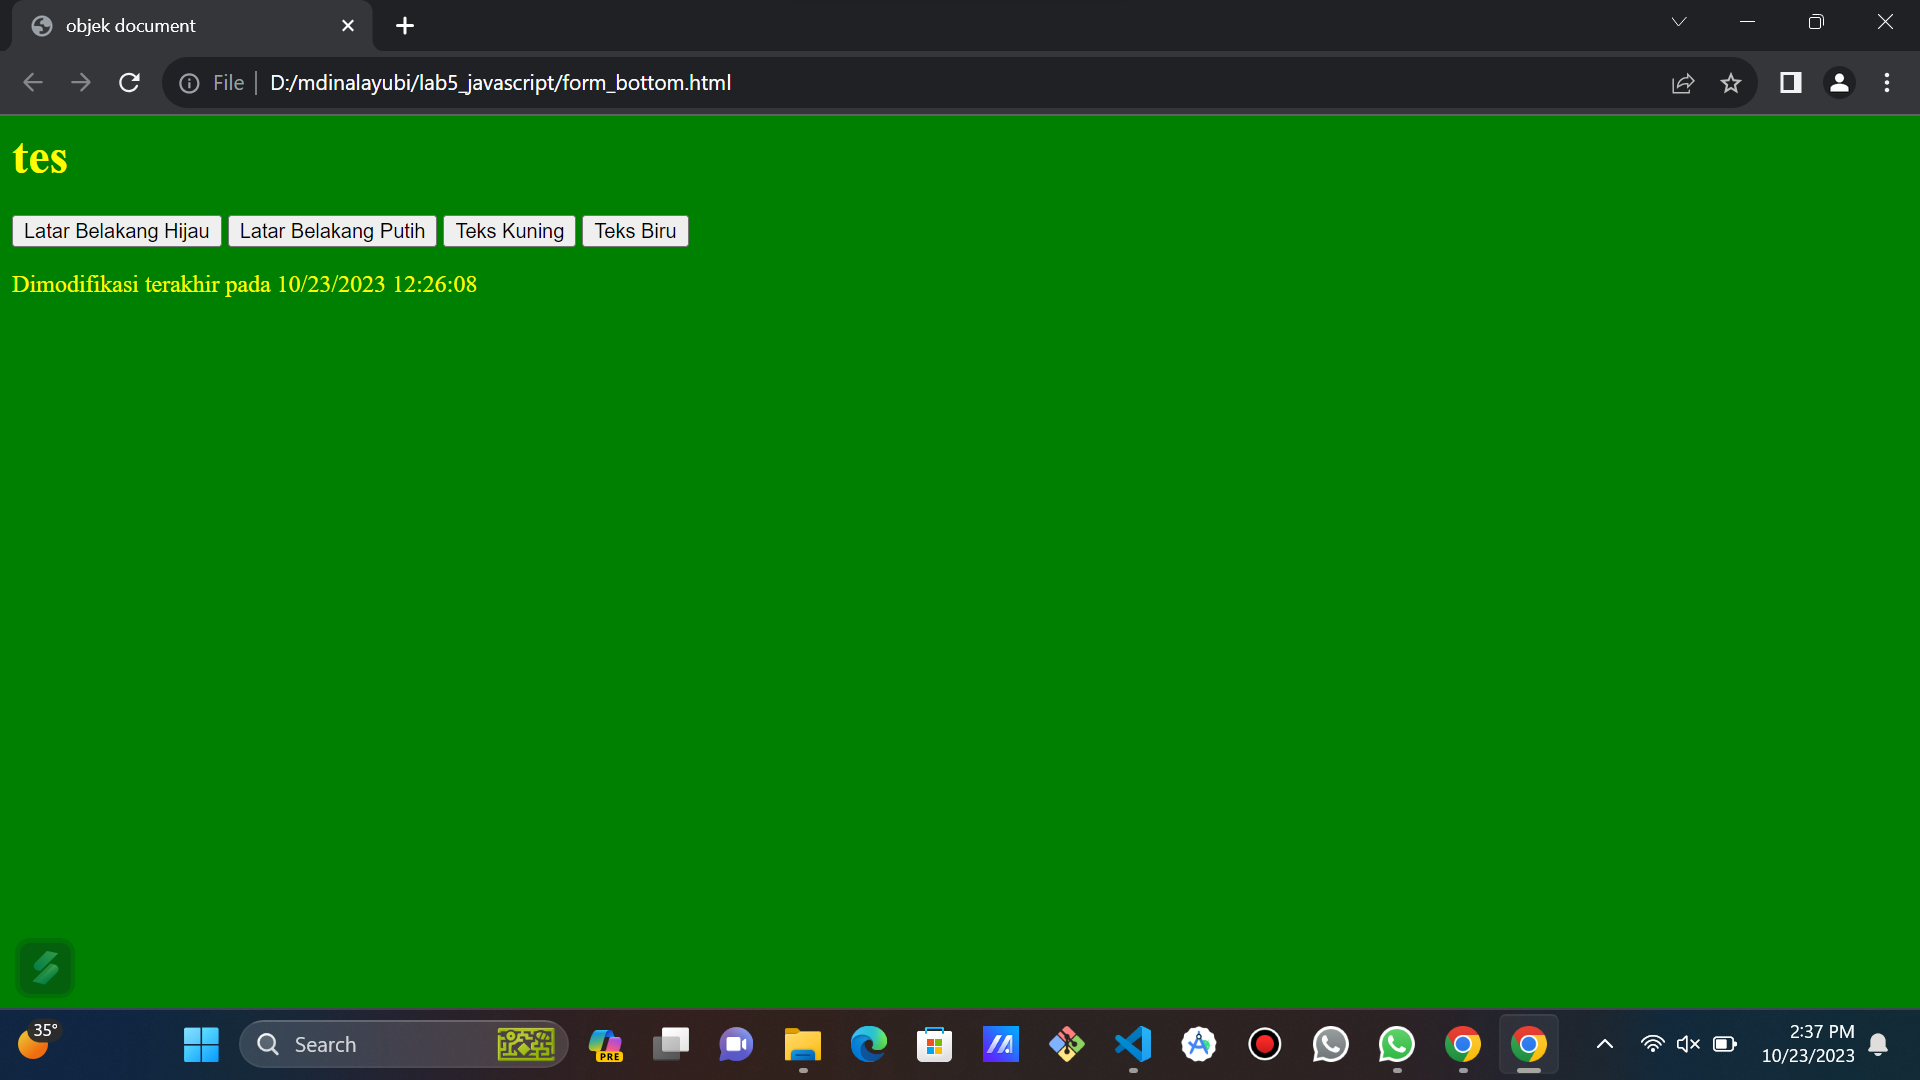 objek document
File
D:/mdinalayubi/lab5_javascript/form_bottom.html
tes
Latar Belakang Hijau
Latar Belakang Putih
Teks Kuning
Teks Biru
Dimodifikasi terakhir pada 10/23/2023 12:26:08
35°
Search
PRE
2:37 PM
10/23/2023